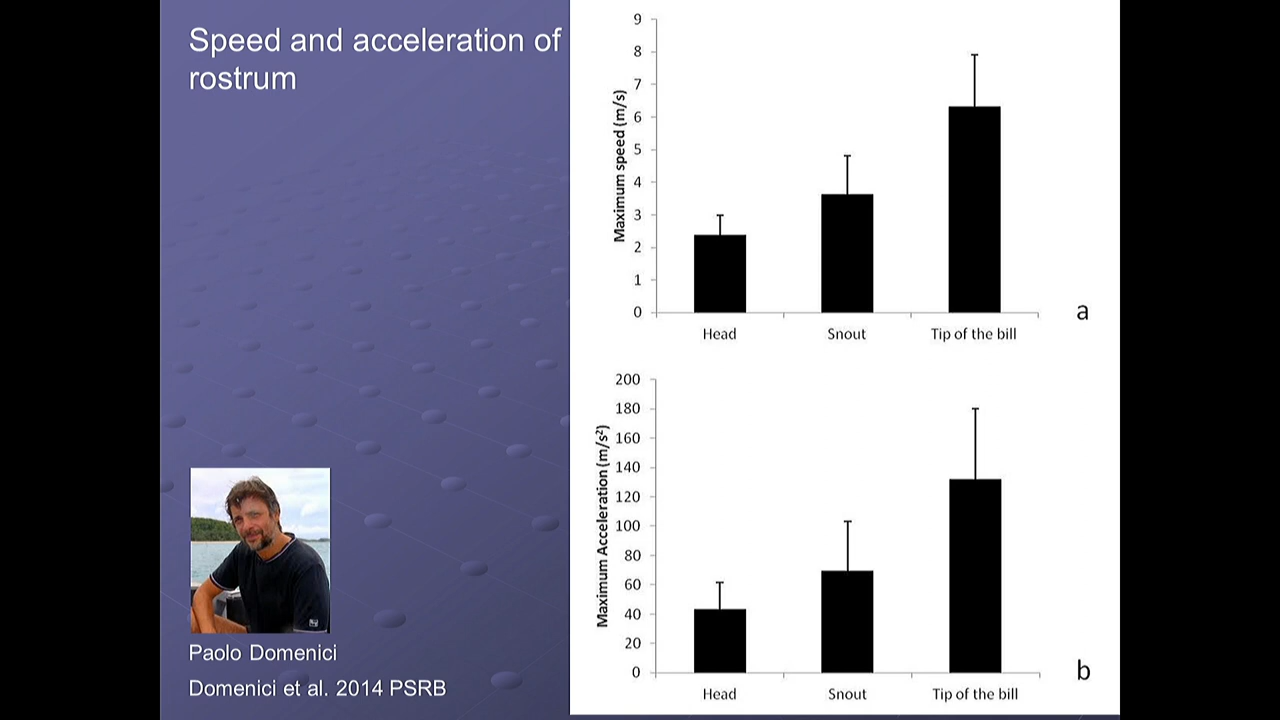 Speed and acceleration of
rostrum
Paolo Domenici
Domenici et al. 2014 PSRB
Maximum speed (m/s)
9
8
7
6
5
4
3
2
1
0
Head Snout Tip of the bill
a
Maximum Acceleration (m/s²)
200
180
160
140
120
100
80
60
40
20
0
Head Snout Tip of the bill
b